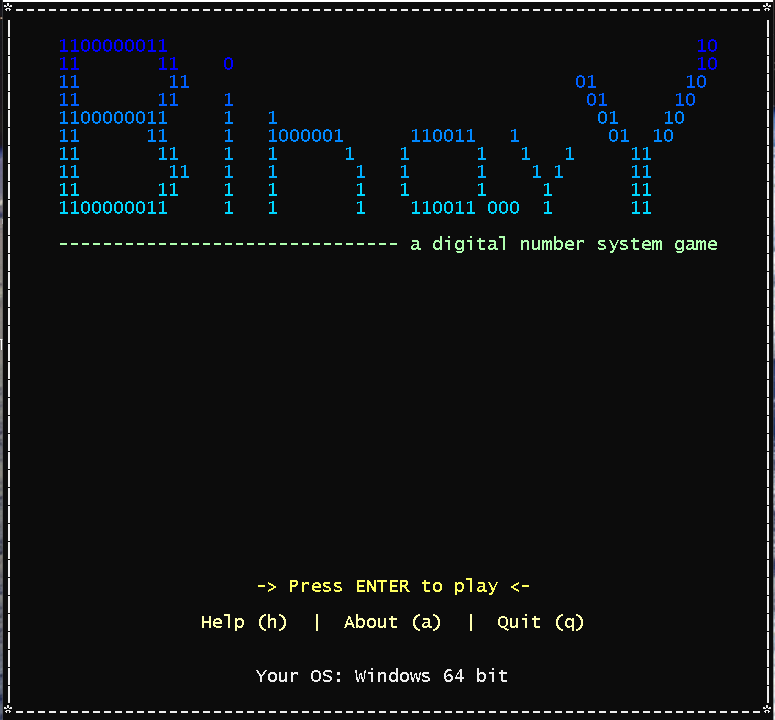 1100000011 10
11 11 0 10
11 11 01 10
11 11 1 01 10
1100000011 1 1 01 10
11 11 1 1000001 110011 1 01 10
11 11 1 1 1 1 1 1 1 11
11 11 1 1 1 1 1 1 1 11
11 11 1 1 1 1 1 1 11
1100000011 1 1 1 110011 000 1 11
------------------------------- a digital number system game
-> Press ENTER to play <-
Help (h) | About (a) | Quit (q)
Your OS: Windows 64 bit